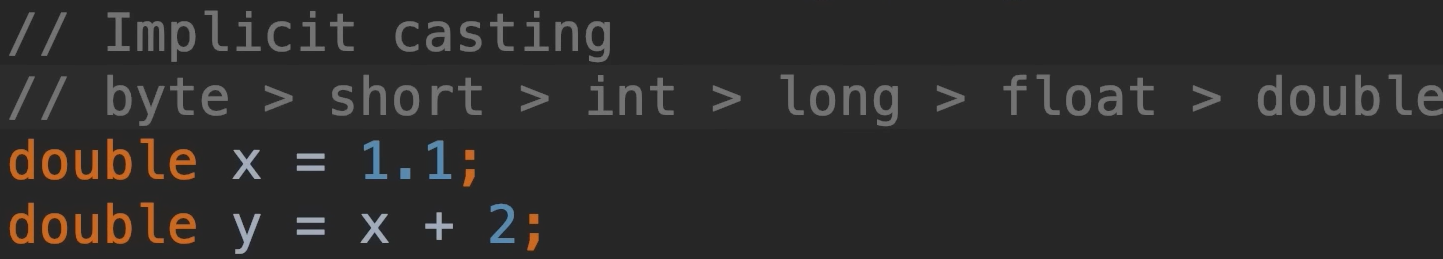 // Implicit casting
// byte > short > int > long > float > double
double x = 1.1;
double y = x + 2;